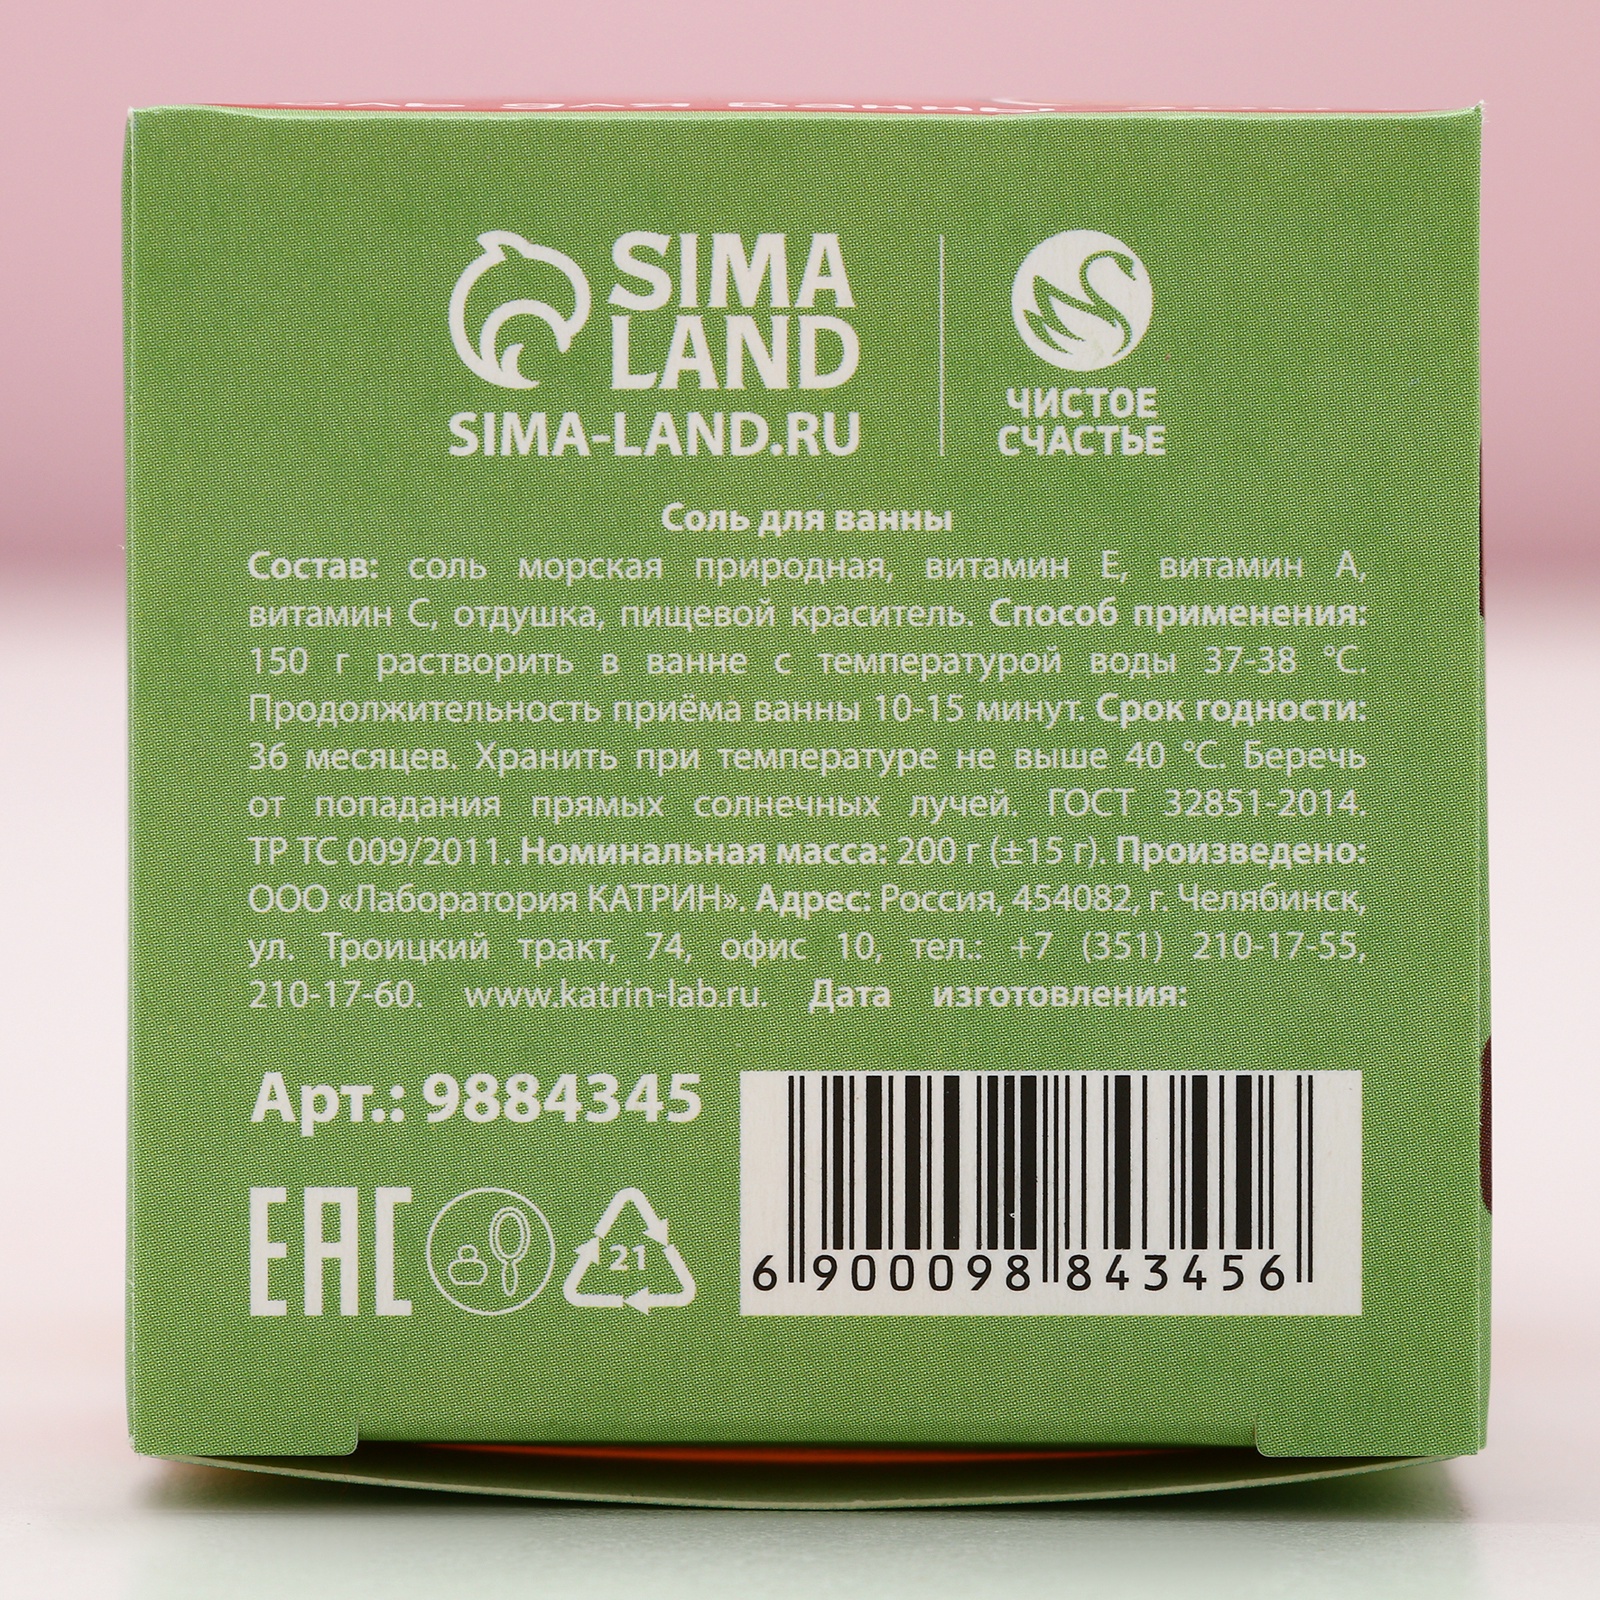 SIMA
LAND
SIMA-LAND.RU
ЧИСТОЕ
СЧАСТЬЕ
Соль для ванны
Состав: соль морская природная, витамин Е, витамин А,
витамин С, отдушка, пищевой краситель. Способ применения:
150 г растворить в ванне с температурой воды 37-38 °С.
Продолжительность приёма ванны 10-15 минут. Срок годности:
36 месяцев. Хранить при температуре не выше 40 °С. Беречь
от попадания прямых солнечных лучей. ГОСТ 32851-2014.
ТР ТС 009/2011. Номинальная масса: 200 г (±15 г). Произведено:
ООО «Лаборатория КАТРИН». Адрес: Россия, 454082, г. Челябинск,
ул. Троицкий тракт, 74, офис 10, тел.: +7 (351) 210-17-55,
210-17-60. www.katrin-lab.ru. Дата изготовления:
Арт.: 9884345
EAC
21
6 900098 843456